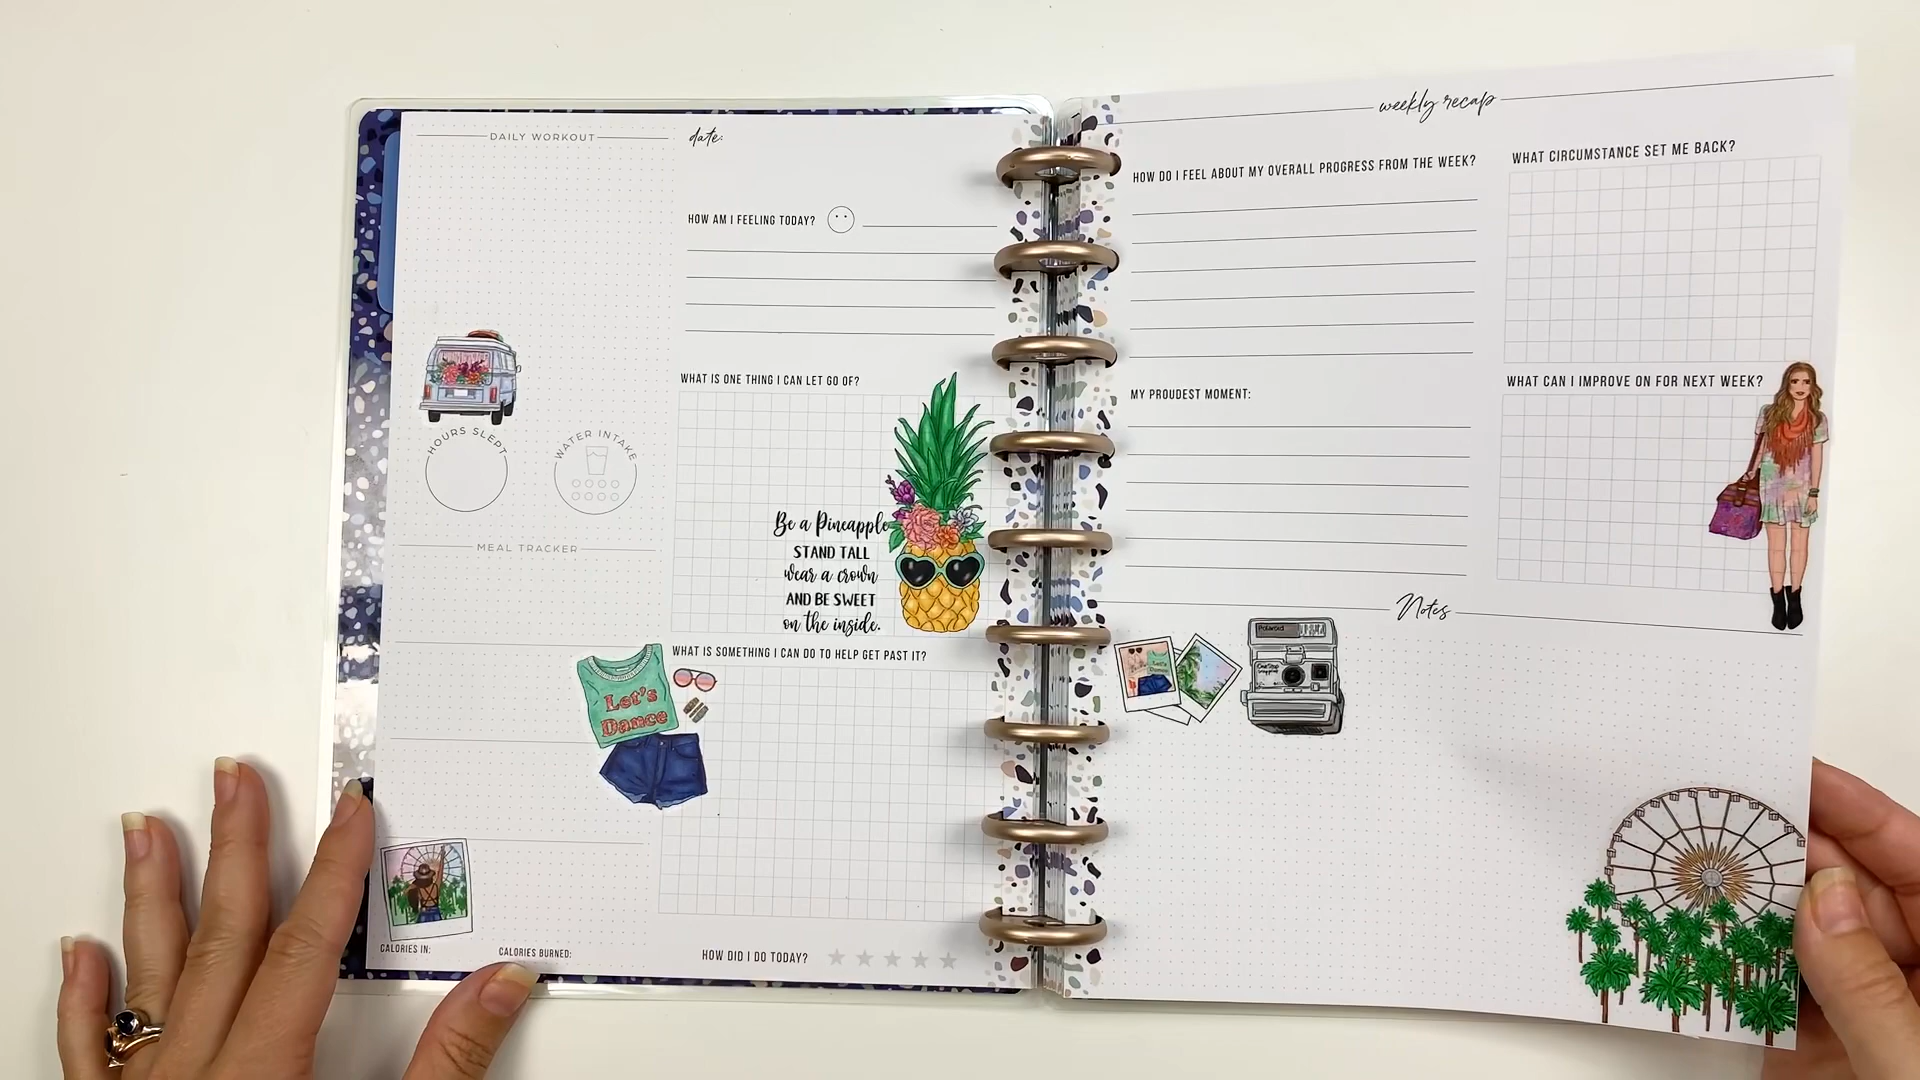 DAILY WORKOUT
HOURS SLEPT
WATER INTAKE
MEAL TRACKER
Let's
Dance
CALORIES IN:
CALORIES BURNED:
date:
HOW AM I FEELING TODAY?
WHAT IS ONE THING I CAN LET GO OF?
Be a Pineapple
STAND TALL
wear a crown
AND BE SWEET
on the inside.
WHAT IS SOMETHING I CAN DO TO HELP GET PAST IT?
HOW DID I DO TODAY?
weekly recap
HOW DO I FEEL ABOUT MY OVERALL PROGRESS FROM THE WEEK?
MY PROUDEST MOMENT:
WHAT CIRCUMSTANCE SET ME BACK?
WHAT CAN I IMPROVE ON FOR NEXT WEEK?
Notes
Let's
Dance
Polaroid